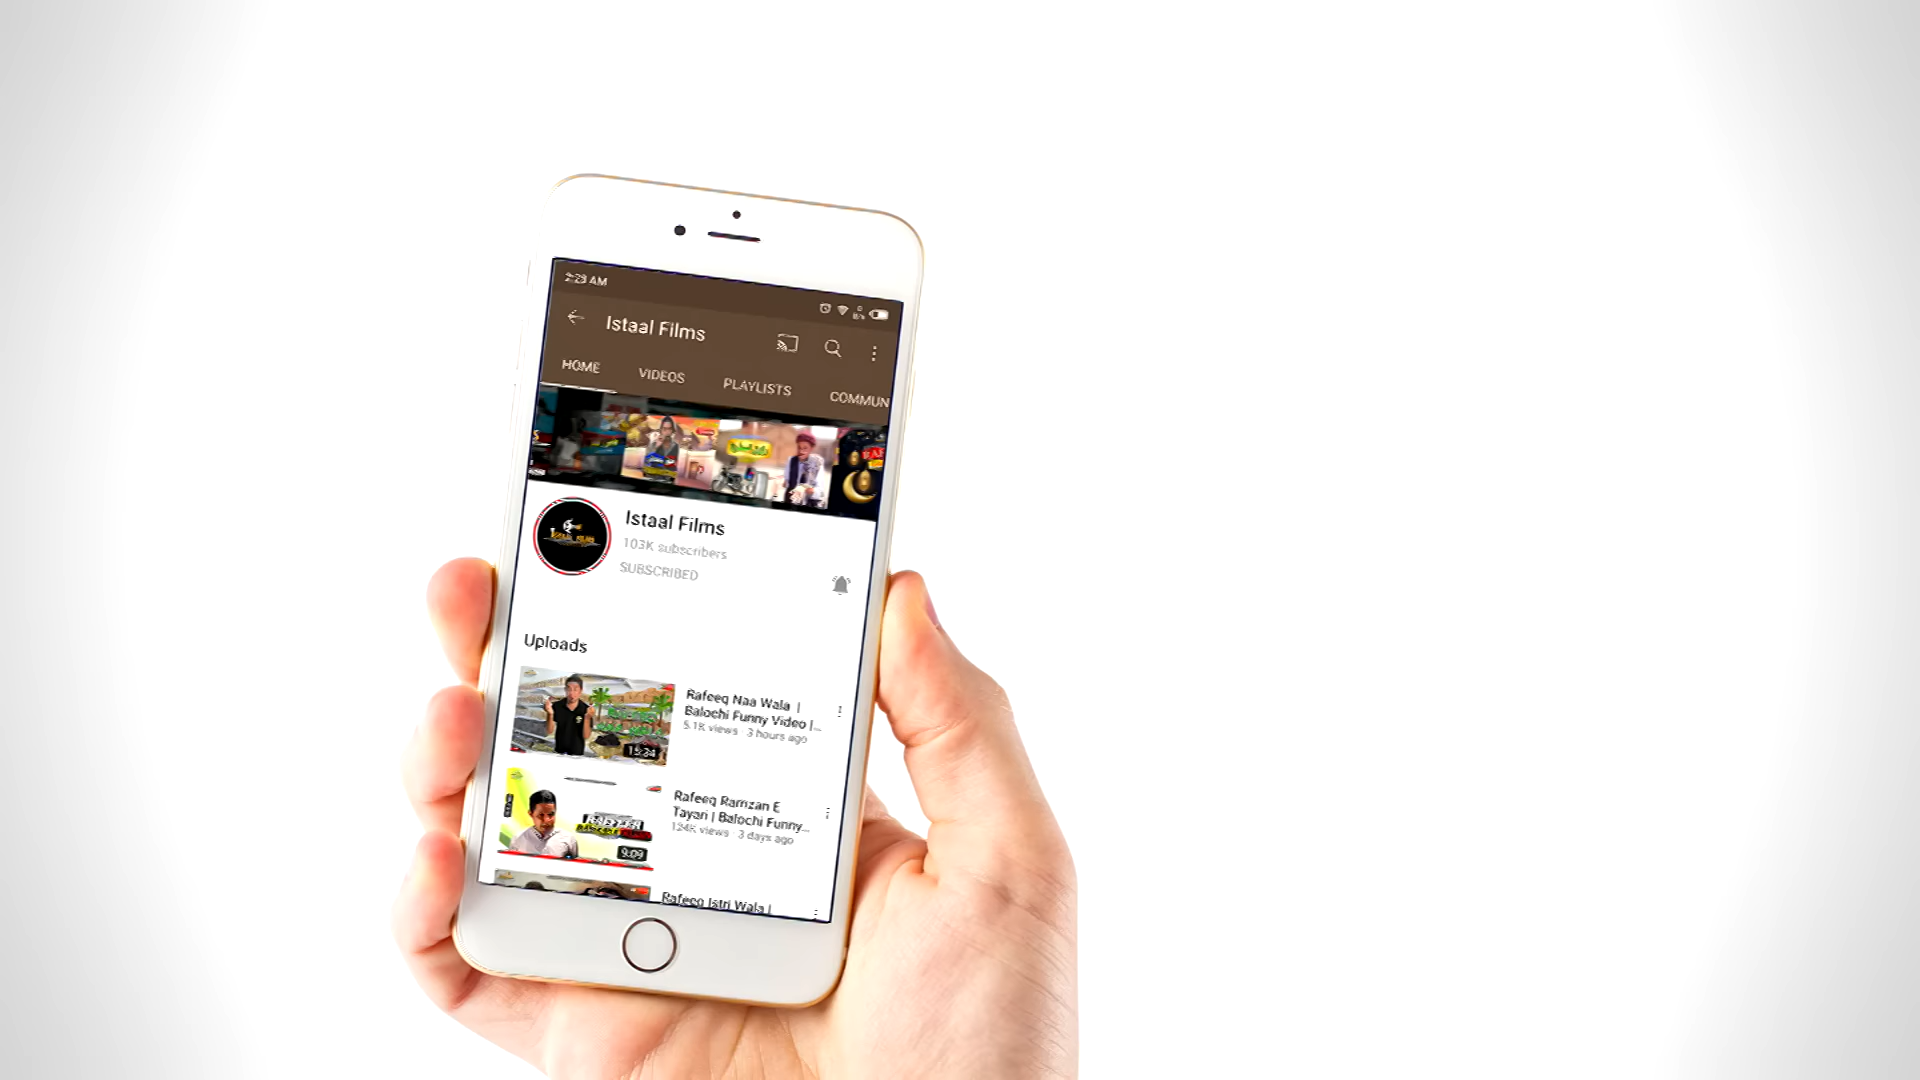 2:23 AM
Istaal Films
HOME VIDEOS PLAYLISTS COMMUN
Istaal Films
103K subscribers
SUBSCRIBED
Uploads
Rafeeq Naa Wala |
Balochi Funny Video |...
5.1K views · 3 hours ago
15:34
Rafeeq Ramzan E
Tayari | Balochi Funny...
124K views · 3 days ago
RAFEEQ
9:09
Rafeeq Istri Wala |